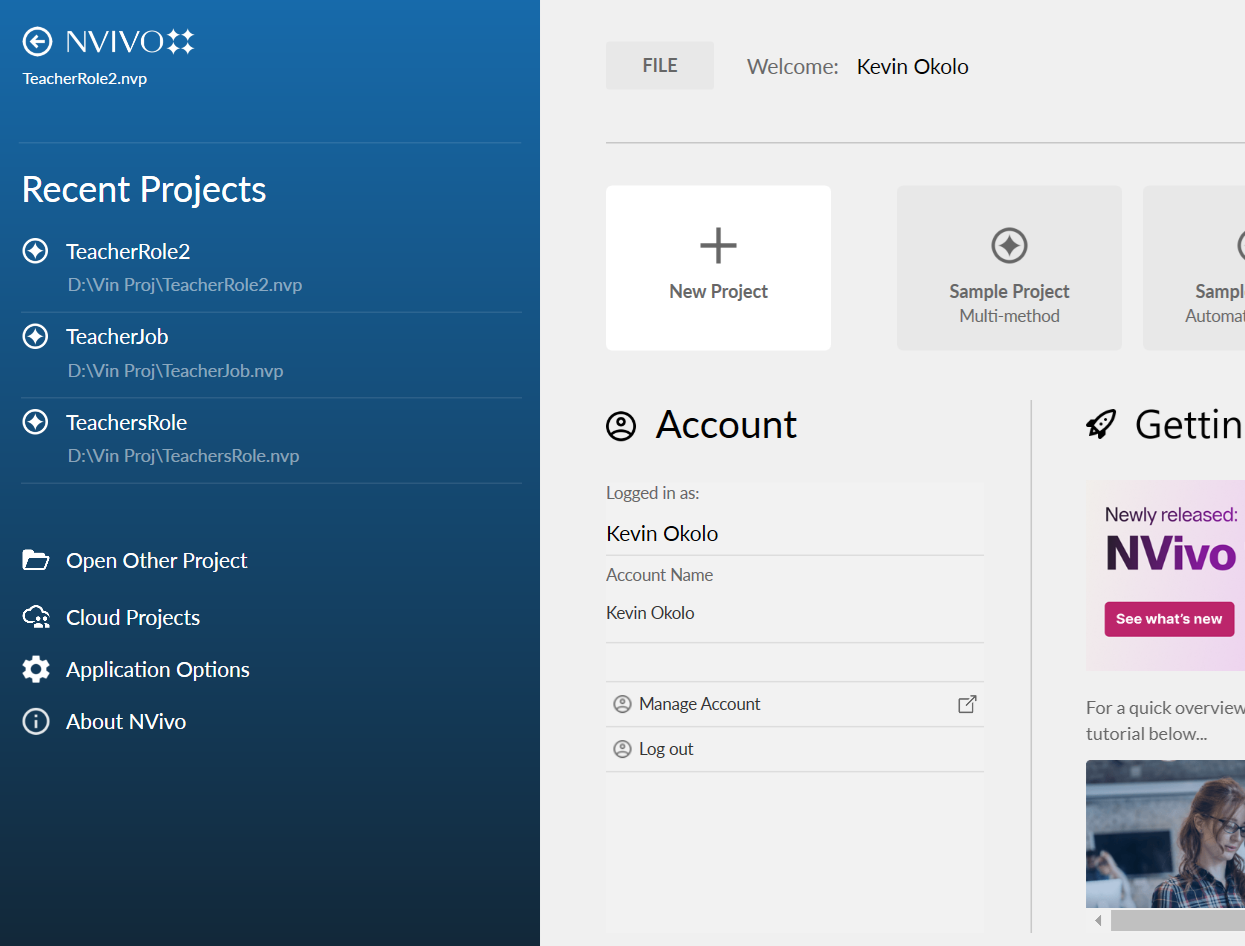 NVIVO
TeacherRole2.nvp
Recent Projects
TeacherRole2
D:\Vin Proj\TeacherRole2.nvp
TeacherJob
D:\Vin Proj\TeacherJob.nvp
TeachersRole
D:\Vin Proj\TeachersRole.nvp
Open Other Project
Cloud Projects
Application Options
About NVivo
FILE
Welcome: Kevin Okolo
New Project
Sample Project
Multi-method
Sampl
Automat
Account
Logged in as:
Kevin Okolo
Account Name
Kevin Okolo
Manage Account
Log out
Gettin
Newly released:
NVivo
See what's new
For a quick overview
tutorial below...